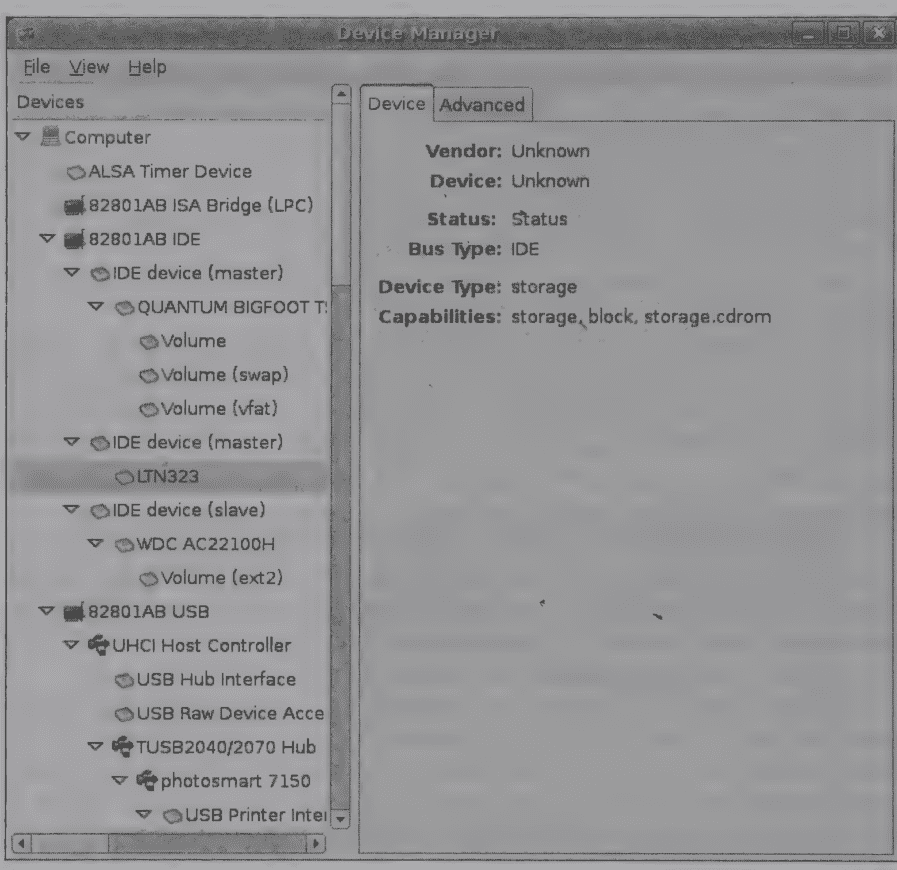 Device Manager
File View Help
Devices
Computer
ALSA Timer Device
82801AB ISA Bridge (LPC)
82801AB IDE
IDE device (master)
QUANTUM BIGFOOT TS
Volume
Volume (swap)
Volume (vfat)
IDE device (master)
LTN323
IDE device (slave)
WDC AC22100H
Volume (ext2)
82801AB USB
UHCI Host Controller
USB Hub Interface
USB Raw Device Acce
TUSB2040/2070 Hub
photosmart 7150
USB Printer Inter
Device Advanced
Vendor: Unknown
Device: Unknown
Status: Status
Bus Type: IDE
Device Type: storage
Capabilities: storage, block, storage.cdrom